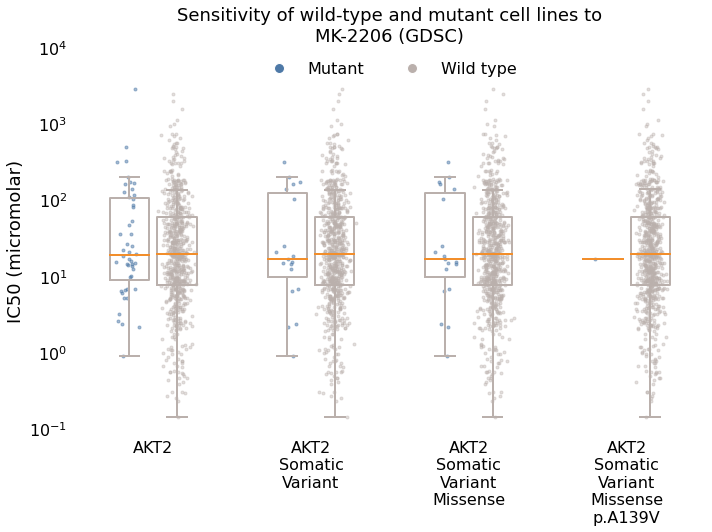 Sensitivity of wild-type and mutant cell lines to
MK-2206 (GDSC)
Mutant
Wild type
IC50 (micromolar)
10⁴
10³
10²
10¹
10⁰
10⁻¹
AKT2
AKT2
Somatic
Variant
AKT2
Somatic
Variant
Missense
AKT2
Somatic
Variant
Missense
p.A139V